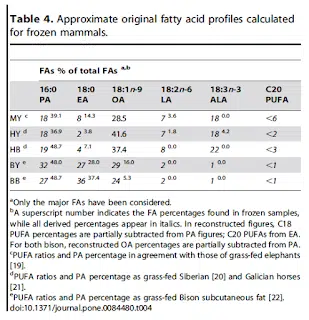 Table 4. Approximate original fatty acid profiles calculated
for frozen mammals.
FAs % of total FAs a,b
16:0 18:0 18:1n-9 18:2n-6 18:3n-3 C20
PA EA OA LA ALA PUFA
MY c 18 39.1 8 14.3 28.5 7 3.6 18 0.0 <6
HY d 18 36.9 2 3.8 41.6 7 1.8 18 4.2 <2
HB d 19 48.7 4 7.1 37.4 8 0.0 22 0.0 <3
BY e 32 48.0 27 28.0 29 16.0 2 0.0 1 0.0 <1
BB e 27 48.7 36 37.4 24 5.3 2 0.0 1 0.0 <1
aOnly the major FAs have been considered.
bA superscript number indicates the FA percentages found in frozen samples,
while all derived percentages appear in italics. In reconstructed figures, C18
PUFA percentages are partially subtracted from PA figures; C20 PUFAs from EA.
For both bison, reconstructed OA percentages are partially subtracted from PA.
cPUFA ratios and PA percentage in agreement with those of grass-fed elephants
[19].
dPUFA ratios and PA percentage as grass-fed Siberian [20] and Galician horses
[21].
ePUFA ratios and PA percentage as grass-fed Bison subcutaneous fat [22].
doi:10.1371/journal.pone.0084480.t004